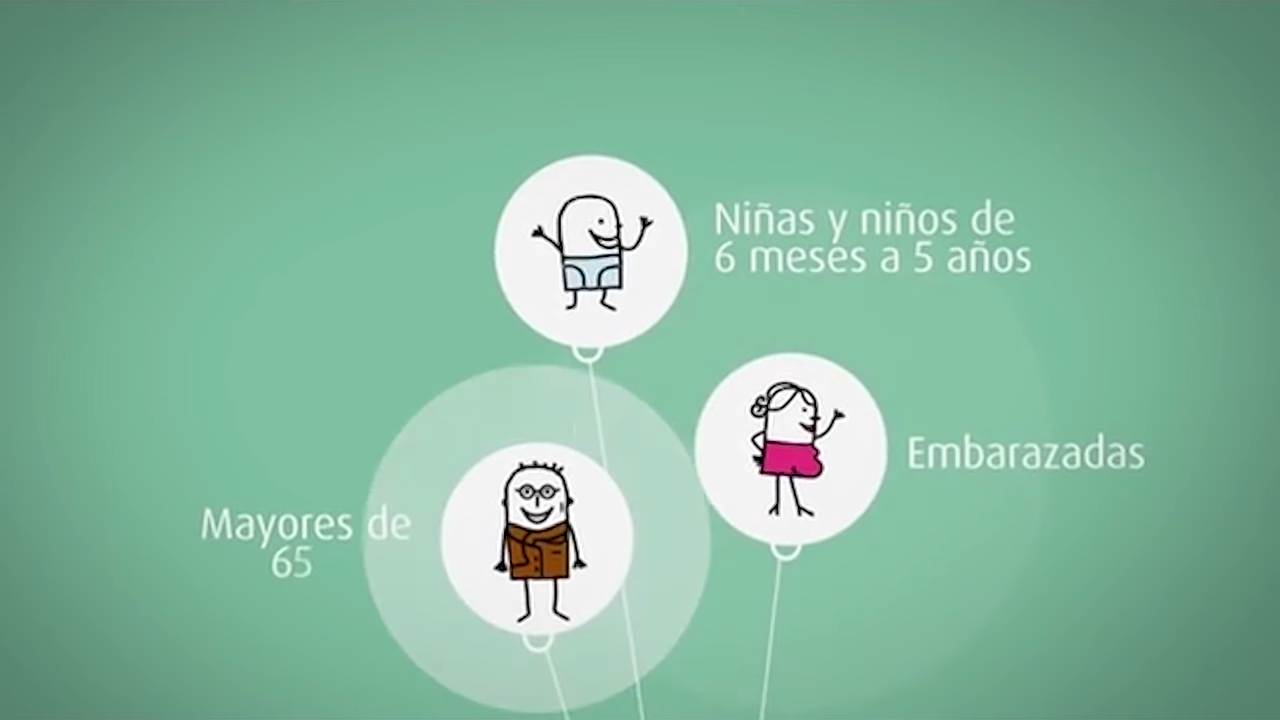 Niñas y niños de
6 meses a 5 años
Embarazadas
Mayores de
65